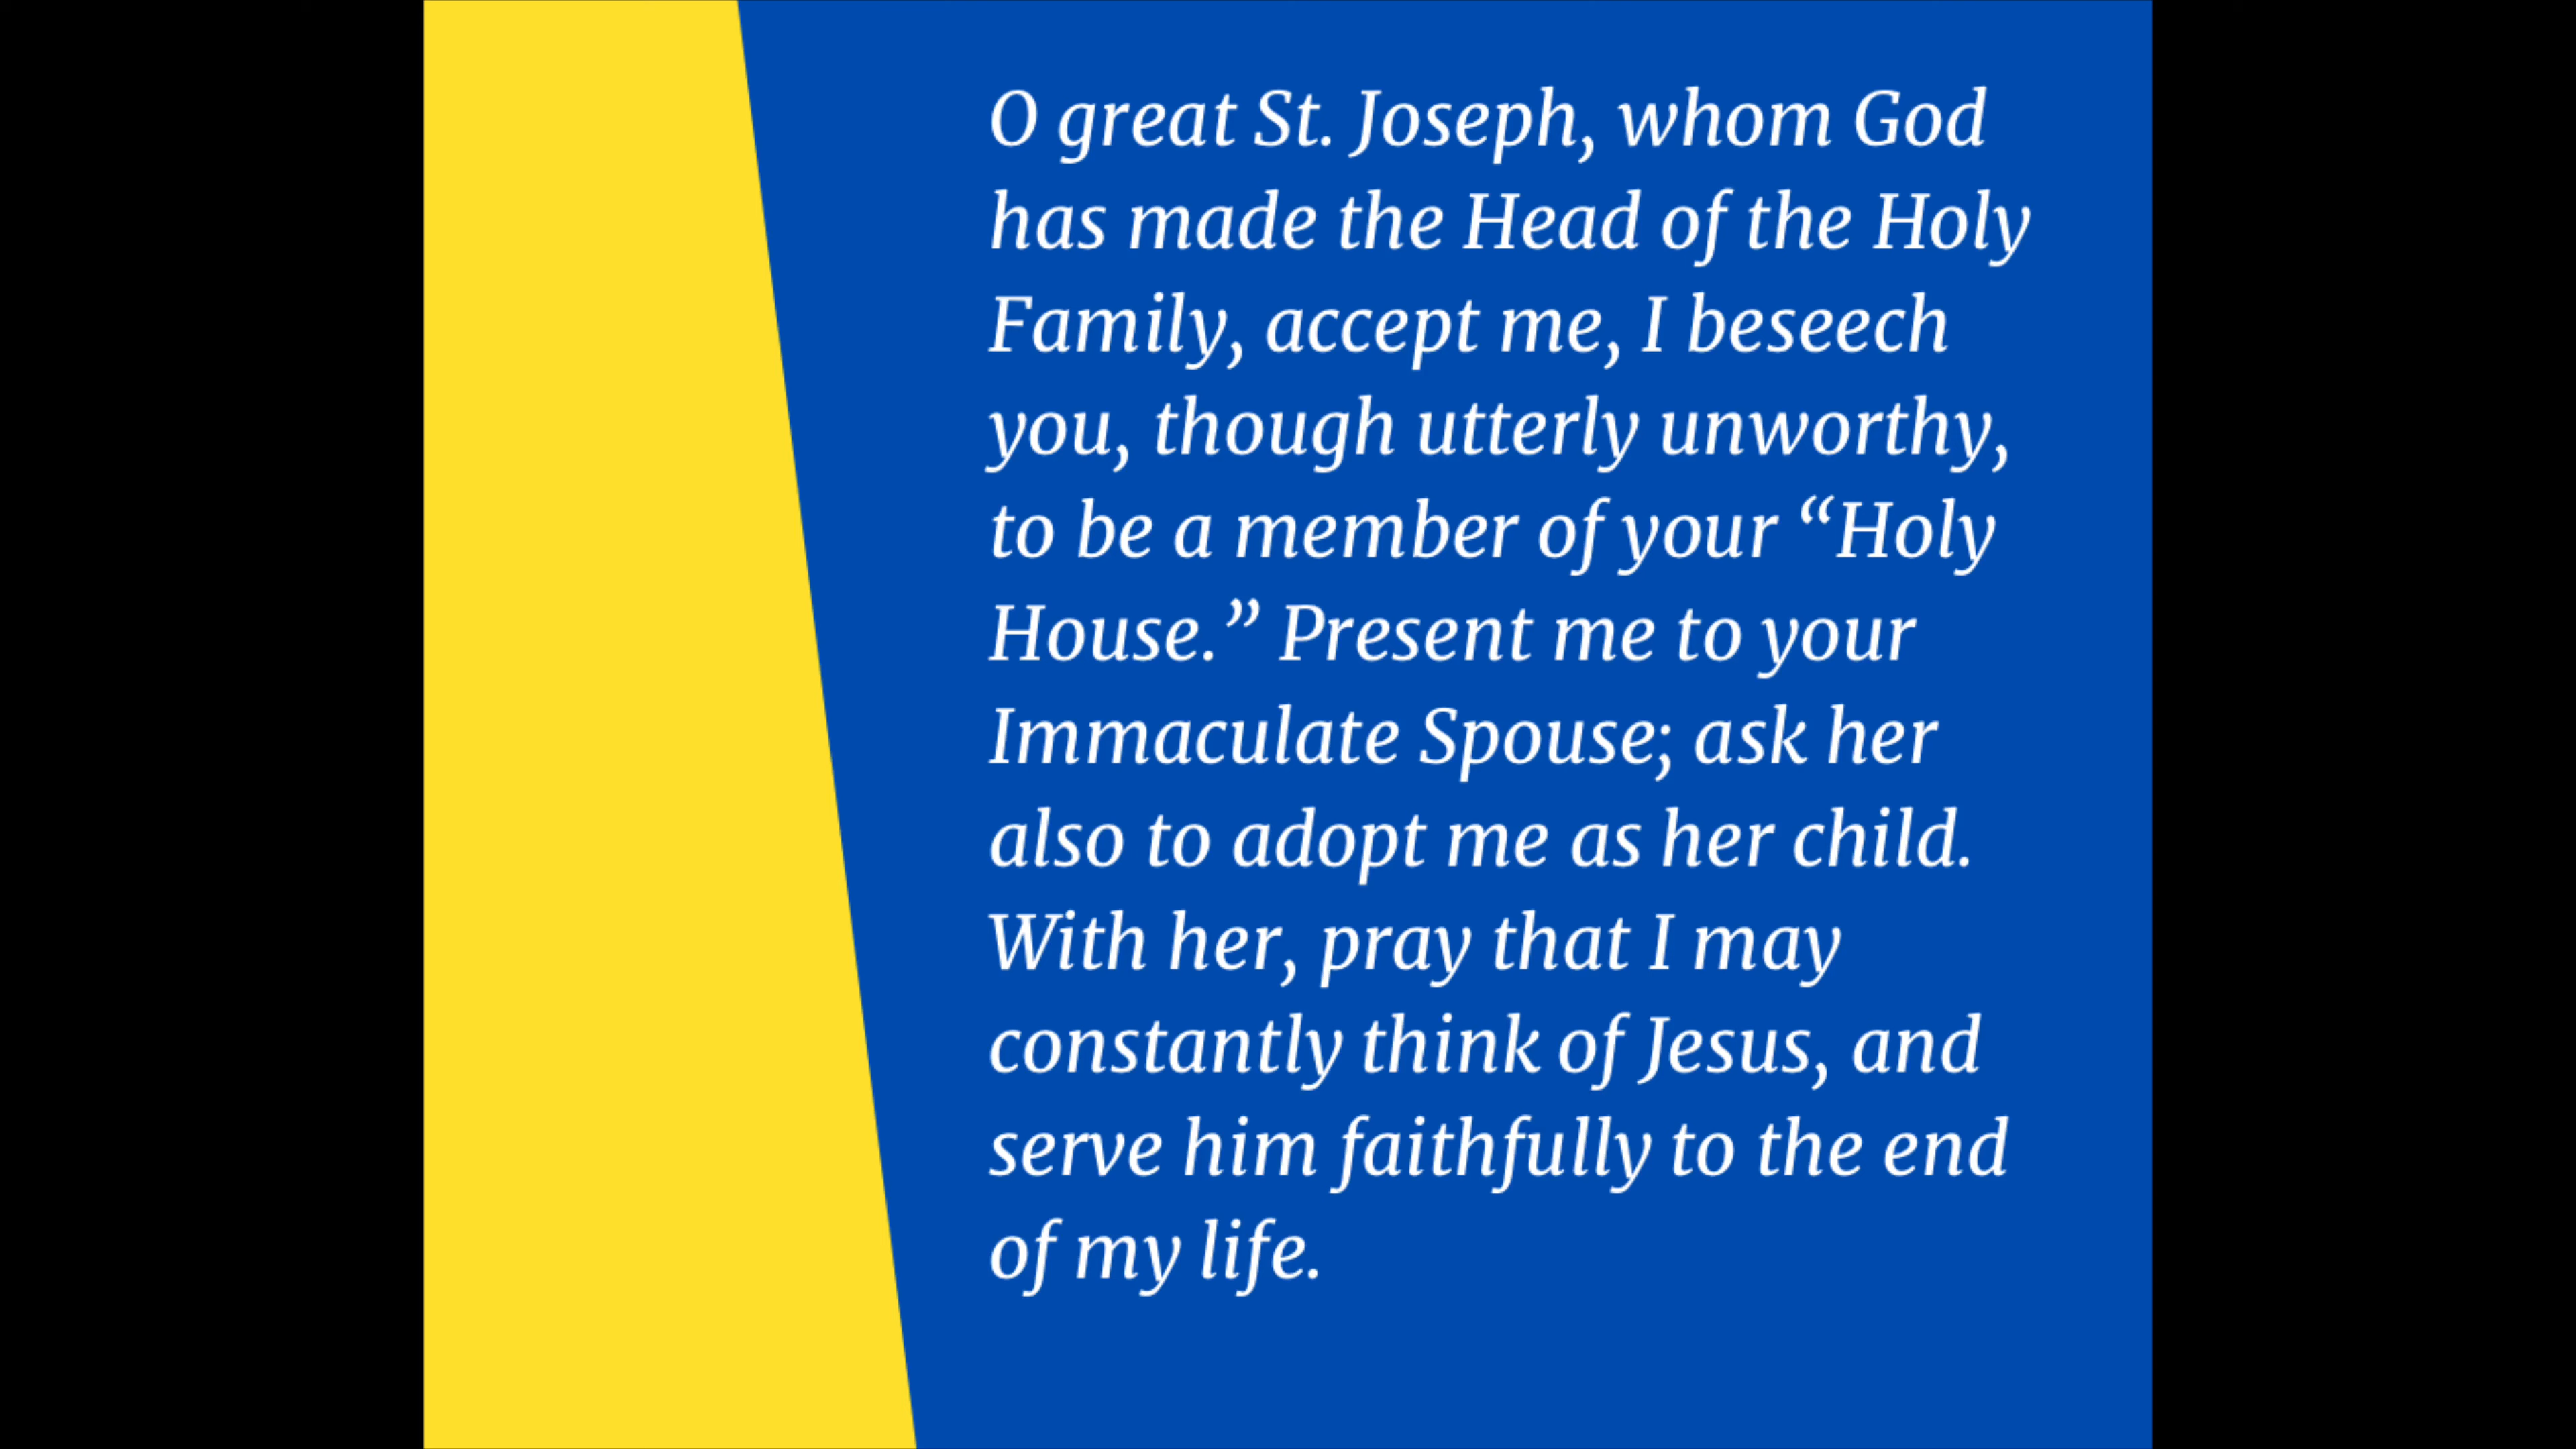 O great St. Joseph, whom God
has made the Head of the Holy
Family, accept me, I beseech
you, though utterly unworthy,
to be a member of your “Holy
House.” Present me to your
Immaculate Spouse; ask her
also to adopt me as her child.
With her, pray that I may
constantly think of Jesus, and
serve him faithfully to the end
of my life.